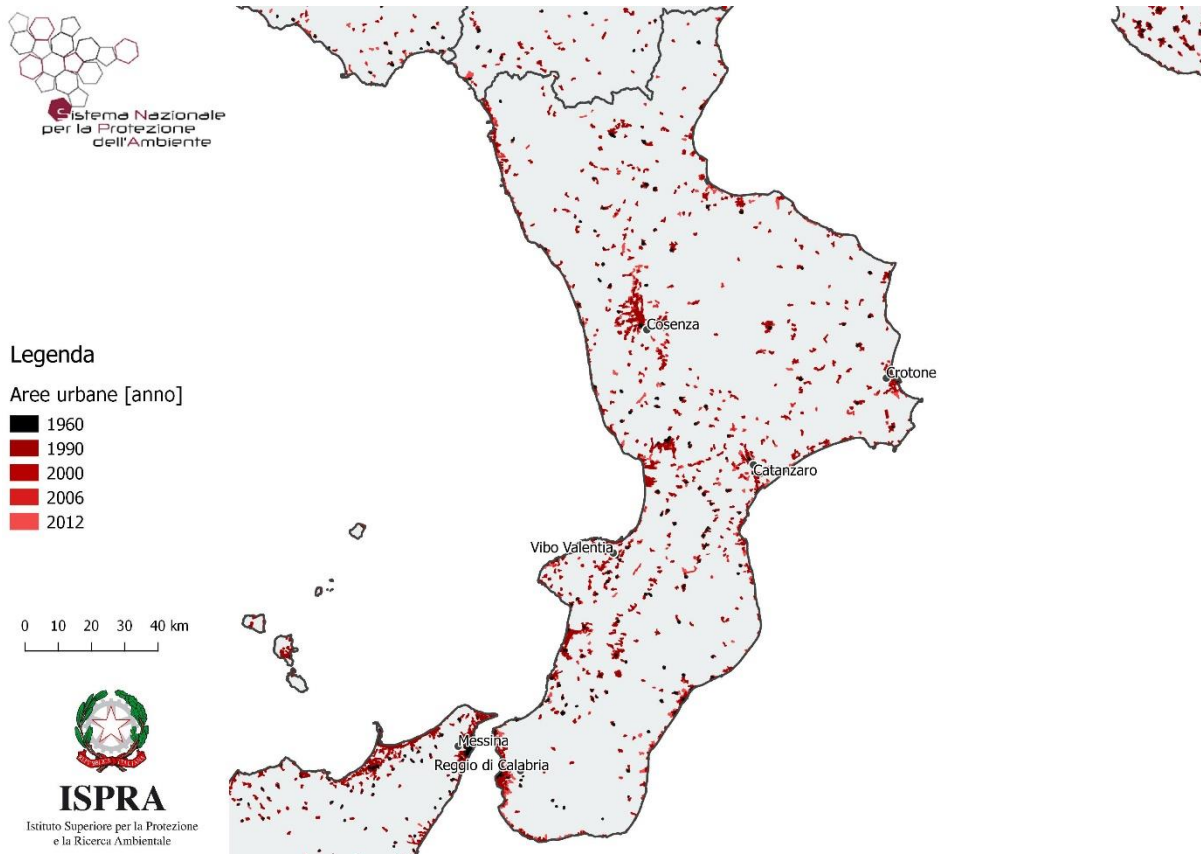 Sistema Nazionale
per la Protezione
dell'Ambiente
Legenda
Aree urbane [anno]
1960
1990
2000
2006
2012
0 10 20 30 40 km
ISPRA
Istituto Superiore per la Protezione
e la Ricerca Ambientale
Cosenza
Crotone
Catanzaro
Vibo Valentia
Messina
Reggio di Calabria